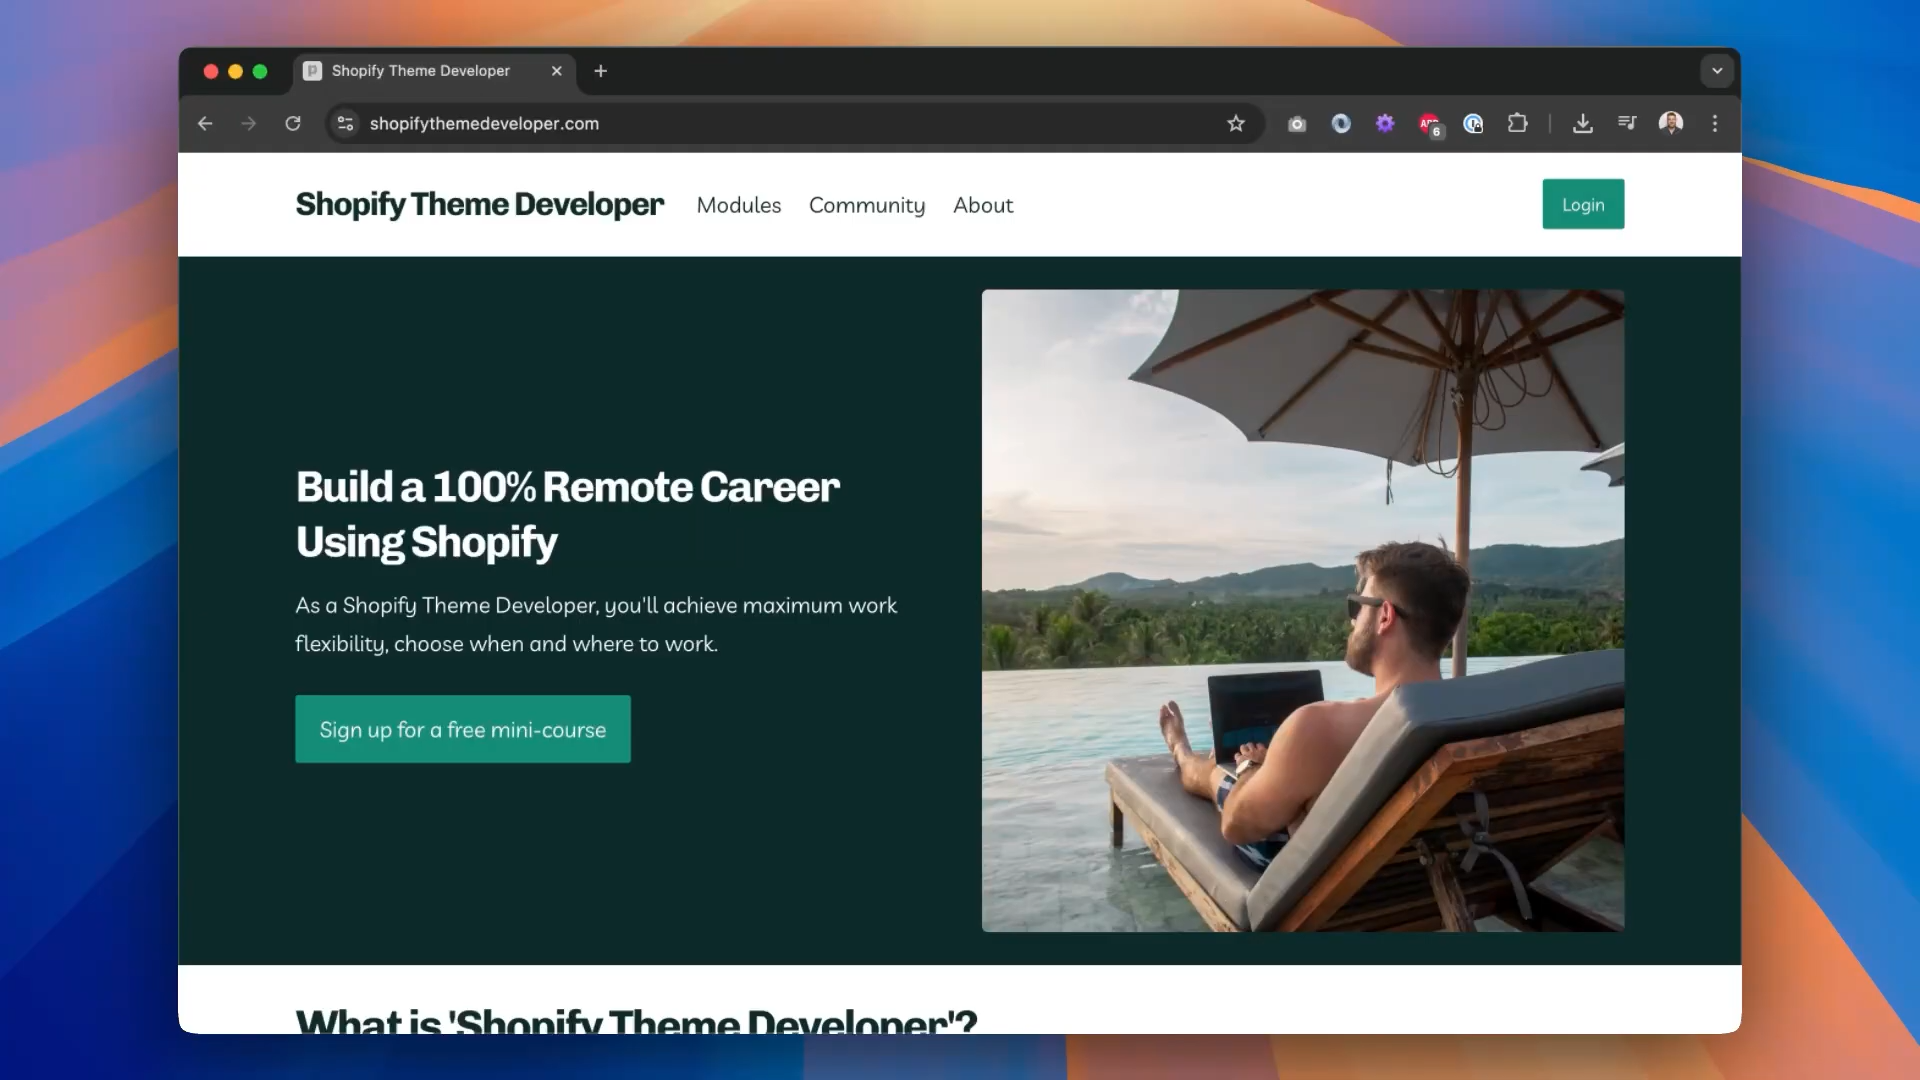 Shopify Theme Developer
shopifythemedeveloper.com
ABP
6
Shopify Theme Developer
Modules
Community
About
Login
Build a 100% Remote Career
Using Shopify
As a Shopify Theme Developer, you'll achieve maximum work
flexibility, choose when and where to work.
Sign up for a free mini-course
What is 'Shopify Theme Developer'?